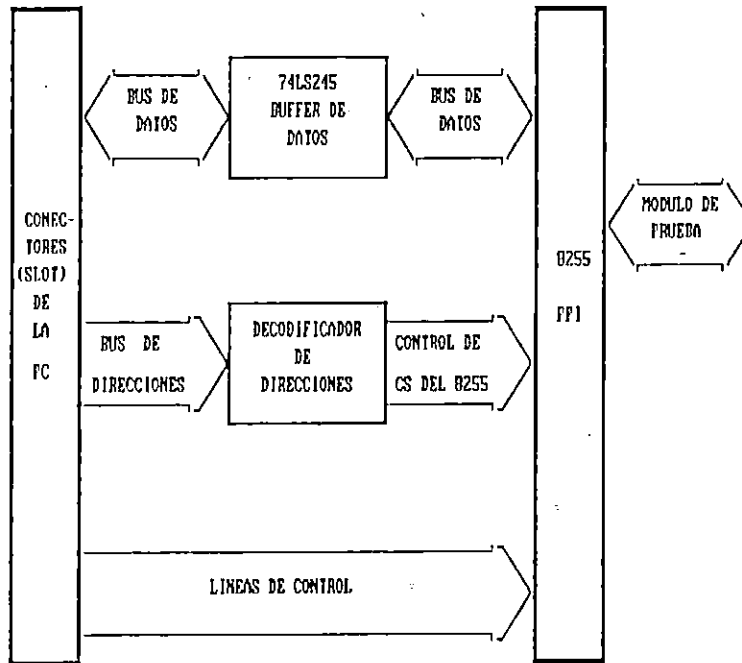 CONEC-
TORES
(SLOT)
DE
LA
PC
BUS DE
DATOS
74LS245
BUFFER DE
DATOS
BUS DE
DATOS
BUS DE
DIRECCIONES
DECODIFICADOR
DE
DIRECCIONES
CONTROL DE
CS DEL 8255
LINEAS DE CONTROL
8255
PPI
MODULO DE
PRUEBA